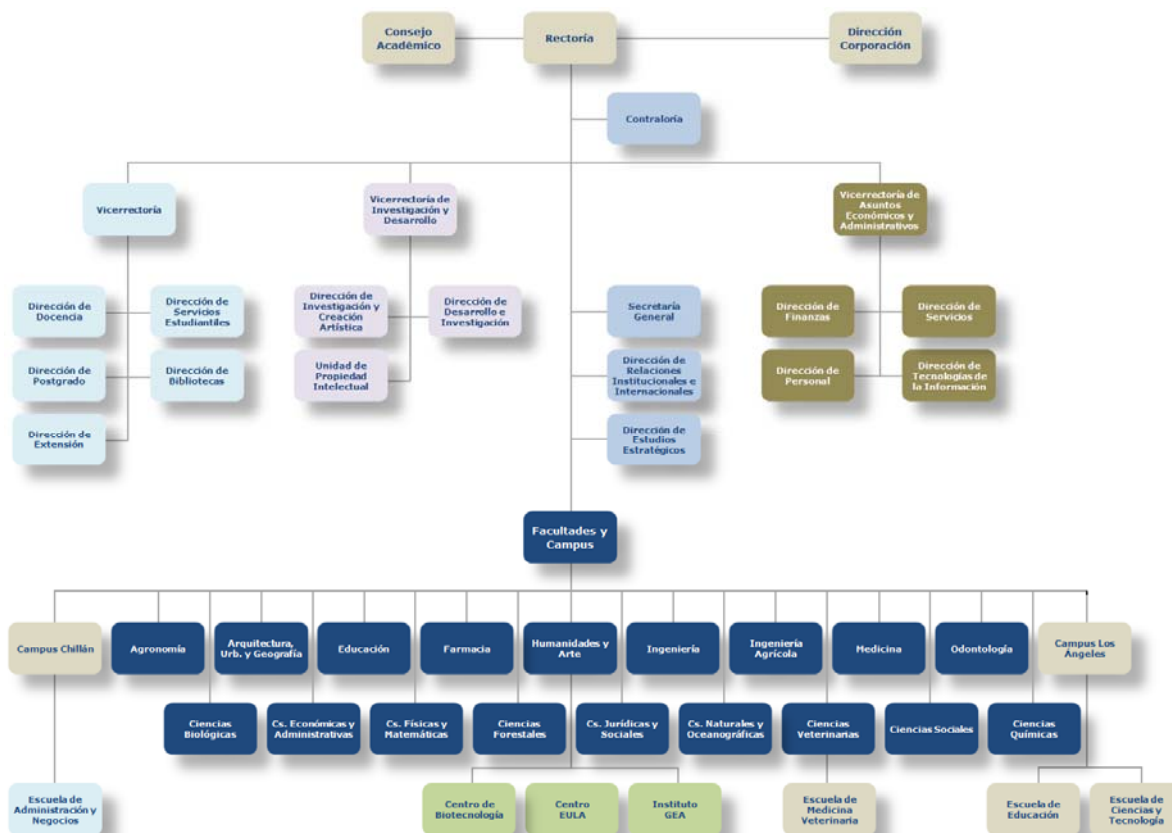 Consejo
Académico
Rectoría
Dirección
Corporación
Contraloría
Vicerrectoría
Vicerrectoría de
Investigación y
Desarrollo
Vicerrectoría de
Asuntos
Económicos y
Administrativos
Dirección de
Docencia
Dirección de
Servicios
Estudiantiles
Dirección de
Investigación y
Creación
Artística
Dirección de
Desarrollo e
Investigación
Secretaría
General
Dirección de
Finanzas
Dirección de
Servicios
Dirección de
Postgrado
Dirección de
Bibliotecas
Unidad de
Propiedad
Intelectual
Dirección de
Relaciones
Institucionales e
Internacionales
Dirección de
Personal
Dirección de
Tecnologías de
la Información
Dirección de
Extensión
Dirección de
Estudios
Estratégicos
Facultades y
Campus
Campus Chillán
Agronomía
Arquitectura,
Urb. y Geografía
Educación
Farmacia
Humanidades y
Arte
Ingeniería
Ingeniería
Agrícola
Medicina
Odontología
Campus Los
Ángeles
Ciencias
Biológicas
Cs. Económicas y
Administrativas
Cs. Físicas y
Matemáticas
Ciencias
Forestales
Cs. Jurídicas y
Sociales
Cs. Naturales y
Oceanográficas
Ciencias
Veterinarias
Ciencias Sociales
Ciencias
Químicas
Escuela de
Administración y
Negocios
Centro de
Biotecnología
Centro
EULA
Instituto
GEA
Escuela de
Medicina
Veterinaria
Escuela de
Educación
Escuela de
Ciencias y
Tecnología